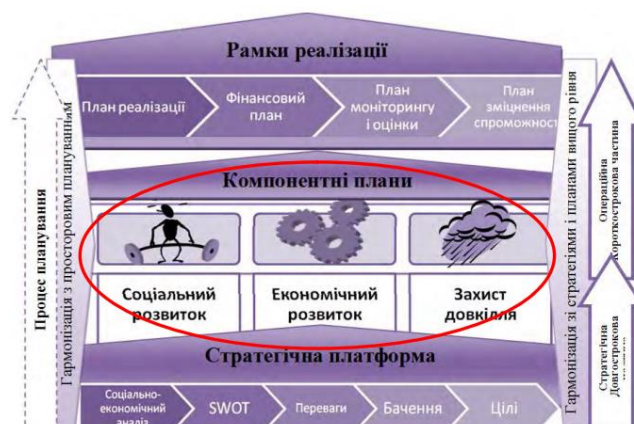 Рамки реалізації
План реалізації
Фінансовий
план
План
моніторингу
і оцінки
План
зміцнення
спроможност
Компонентні плани
Соціальний
розвиток
Економічний
розвиток
Захист
довкілля
Стратегічна платформа
Соціально-
економічний
аналіз
SWOT
Переваги
Бачення
Цілі
Процес планування
Гармонізація з просторовим плануванням
Гармонізація зі стратегіями і планами вищого рівня
Операційна
короткострокова частина
Стратегічна
Довгострокова